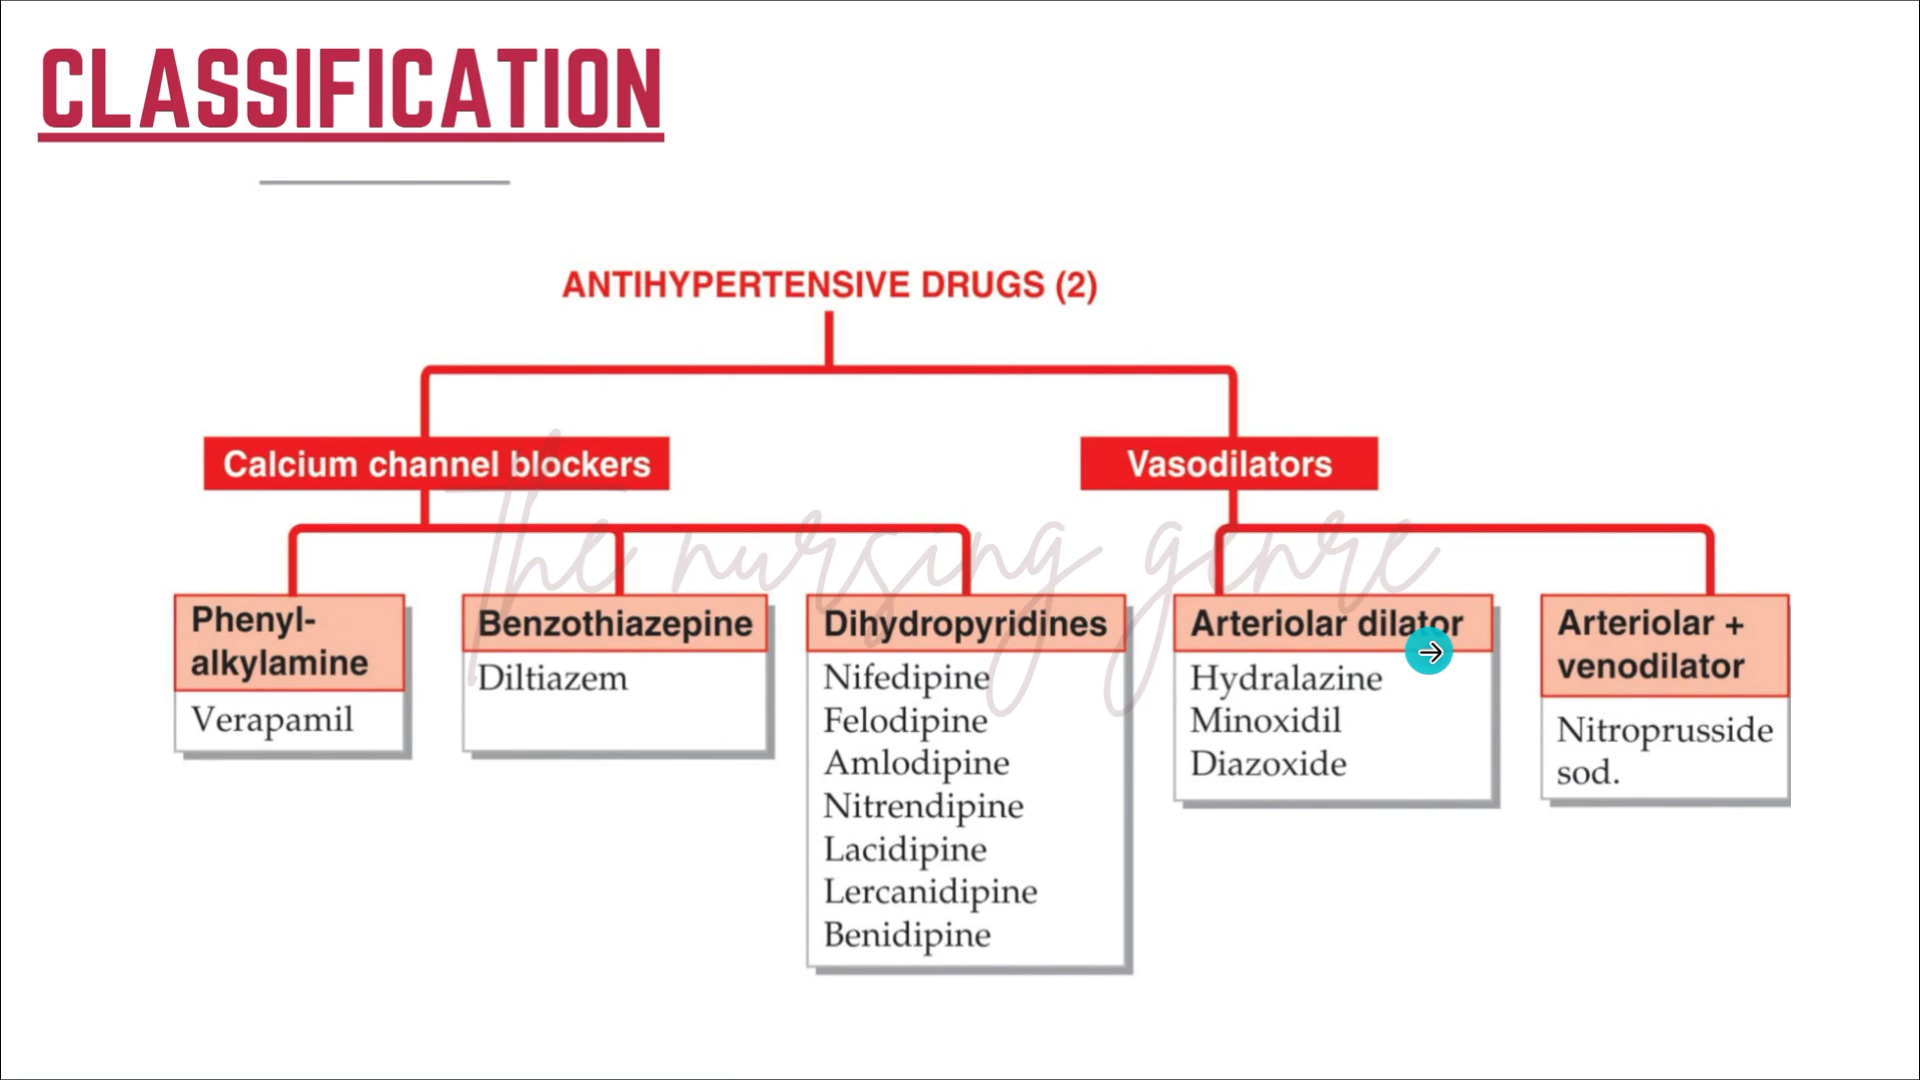 CLASSIFICATION
ANTIHYPERTENSIVE DRUGS (2)
Calcium channel blockers
Vasodilators
Phenyl-
alkylamine
Verapamil
Benzothiazepine
Diltiazem
Dihydropyridines
Nifedipine
Felodipine
Amlodipine
Nitrendipine
Lacidipine
Lercanidipine
Benidipine
Arteriolar dilator
Hydralazine
Minoxidil
Diazoxide
Arteriolar +
venodilator
Nitroprusside
sod.
The nursing genre